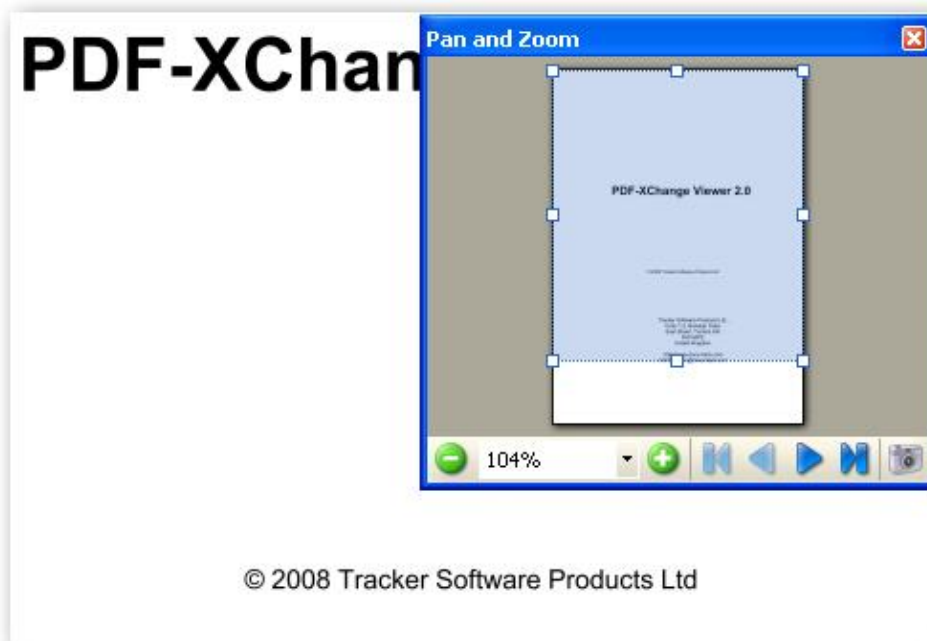 PDF-XChan
Pan and Zoom
PDF-XChange Viewer 2.0
104%
© 2008 Tracker Software Products Ltd